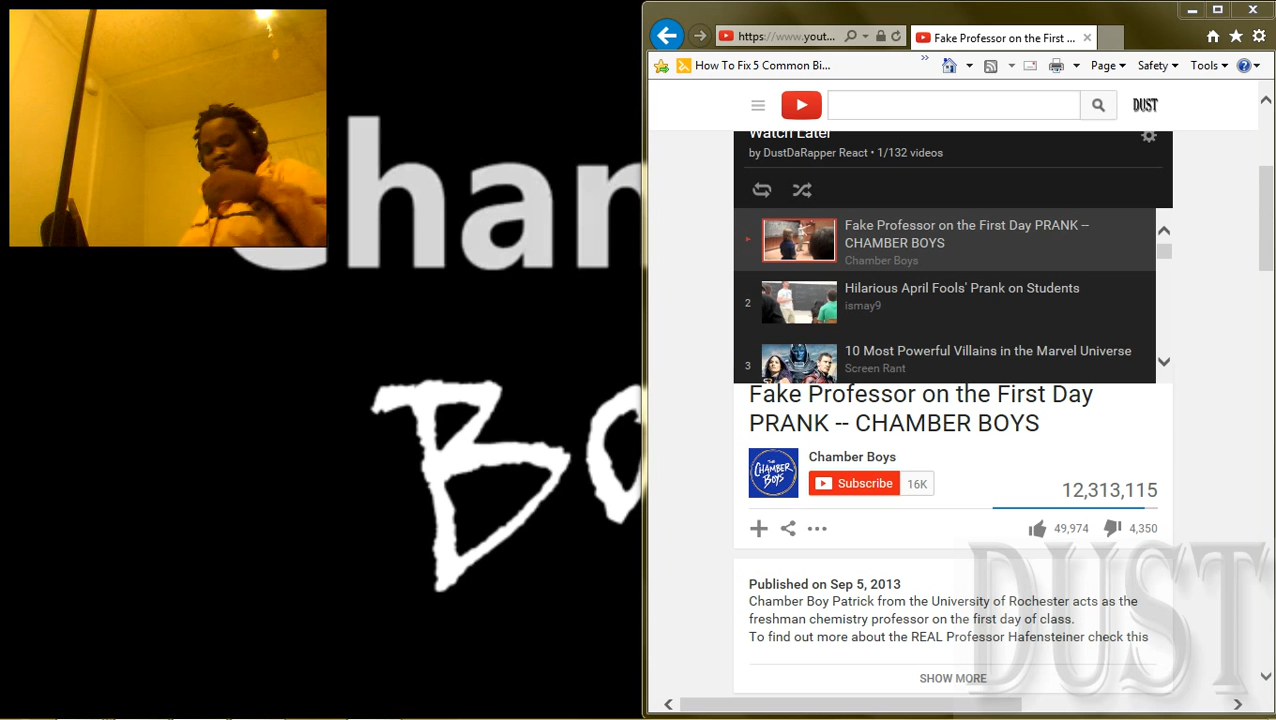 Cham
Bo
https://www.yout...
Fake Professor on the First ...
How To Fix 5 Common Bi...
Page
Safety
Tools
DUST
Watch Later
by DustDaRapper React • 1/132 videos
Fake Professor on the First Day PRANK --
CHAMBER BOYS
Chamber Boys
2
Hilarious April Fools' Prank on Students
ismay9
3
10 Most Powerful Villains in the Marvel Universe
Screen Rant
Fake Professor on the First Day
PRANK -- CHAMBER BOYS
THE
CHAMBER
BOYS
Chamber Boys
Subscribe
16K
12,313,115
49,974
4,350
Published on Sep 5, 2013
Chamber Boy Patrick from the University of Rochester acts as the
freshman chemistry professor on the first day of class.
To find out more about the REAL Professor Hafensteiner check this
SHOW MORE
DUST